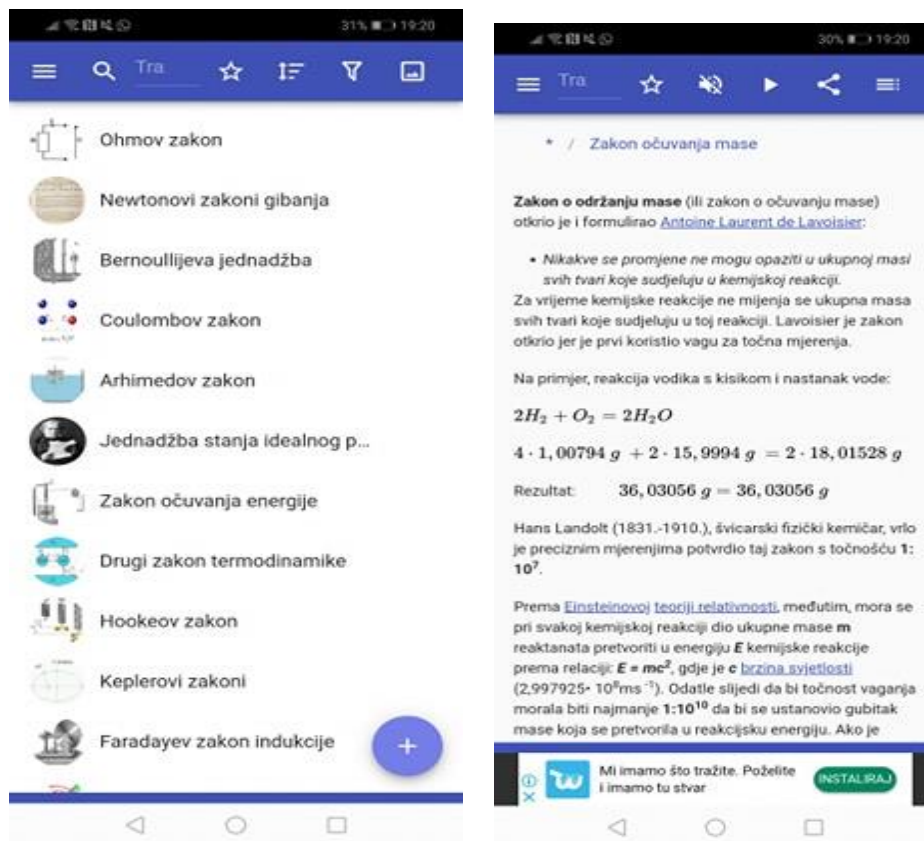 31% 19:20
Tra
Ohmov zakon
Newtonovi zakoni gibanja
Bernoullijeva jednadžba
Coulombov zakon
Arhimedov zakon
Jednadžba stanja idealnog p...
Zakon očuvanja energije
Drugi zakon termodinamike
Hookeov zakon
Keplerovi zakoni
Faradayev zakon indukcije
+
30% 19:20
Tra
* / Zakon očuvanja mase
Zakon o održanju mase (ili zakon o očuvanju mase)
otkrio je i formulirao Antoine Laurent de Lavoisier:
• Nikakve se promjene ne mogu opaziti u ukupnoj masi
svih tvari koje sudjeluju u kemijskoj reakciji.
Za vrijeme kemijske reakcije ne mijenja se ukupna masa
svih tvari koje sudjeluju u toj reakciji. Lavoisier je zakon
otkrio jer je prvi koristio vagu za točna mjerenja.
Na primjer, reakcija vodika s kisikom i nastanak vode:
2H₂ + O₂ = 2H₂O
4 · 1,00794 g + 2 · 15,9994 g = 2 · 18,01528 g
Rezultat: 36,03056 g = 36,03056 g
Hans Landolt (1831.-1910.), švicarski fizički kemičar, vrlo
je preciznim mjerenjima potvrdio taj zakon s točnošću 1:
10⁷.
Prema Einsteinovoj teoriji relativnosti, međutim, mora se
pri svakoj kemijskoj reakciji dio ukupne mase m
reaktanata pretvoriti u energiju E kemijske reakcije
prema relaciji: E = mc², gdje je c brzina svjetlosti
(2,997925• 10⁸ms ⁻¹). Odatle slijedi da bi točnost vaganja
morala biti najmanje 1:10¹⁰ da bi se ustanovio gubitak
mase koja se pretvorila u reakcijsku energiju. Ako je
Mi imamo što tražite. Poželite
i imamo tu stvar
INSTALIRAJ